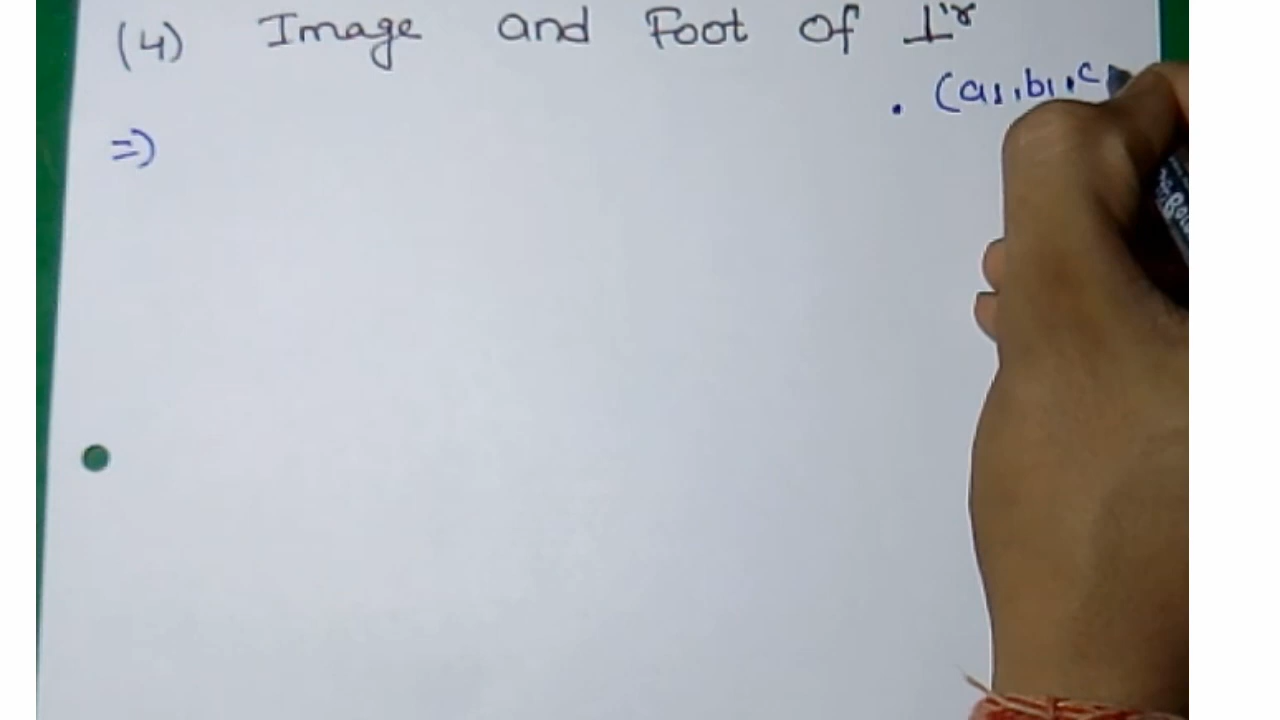 (4) Image and Foot of ⊥'r
. (a1,b1,c
=>